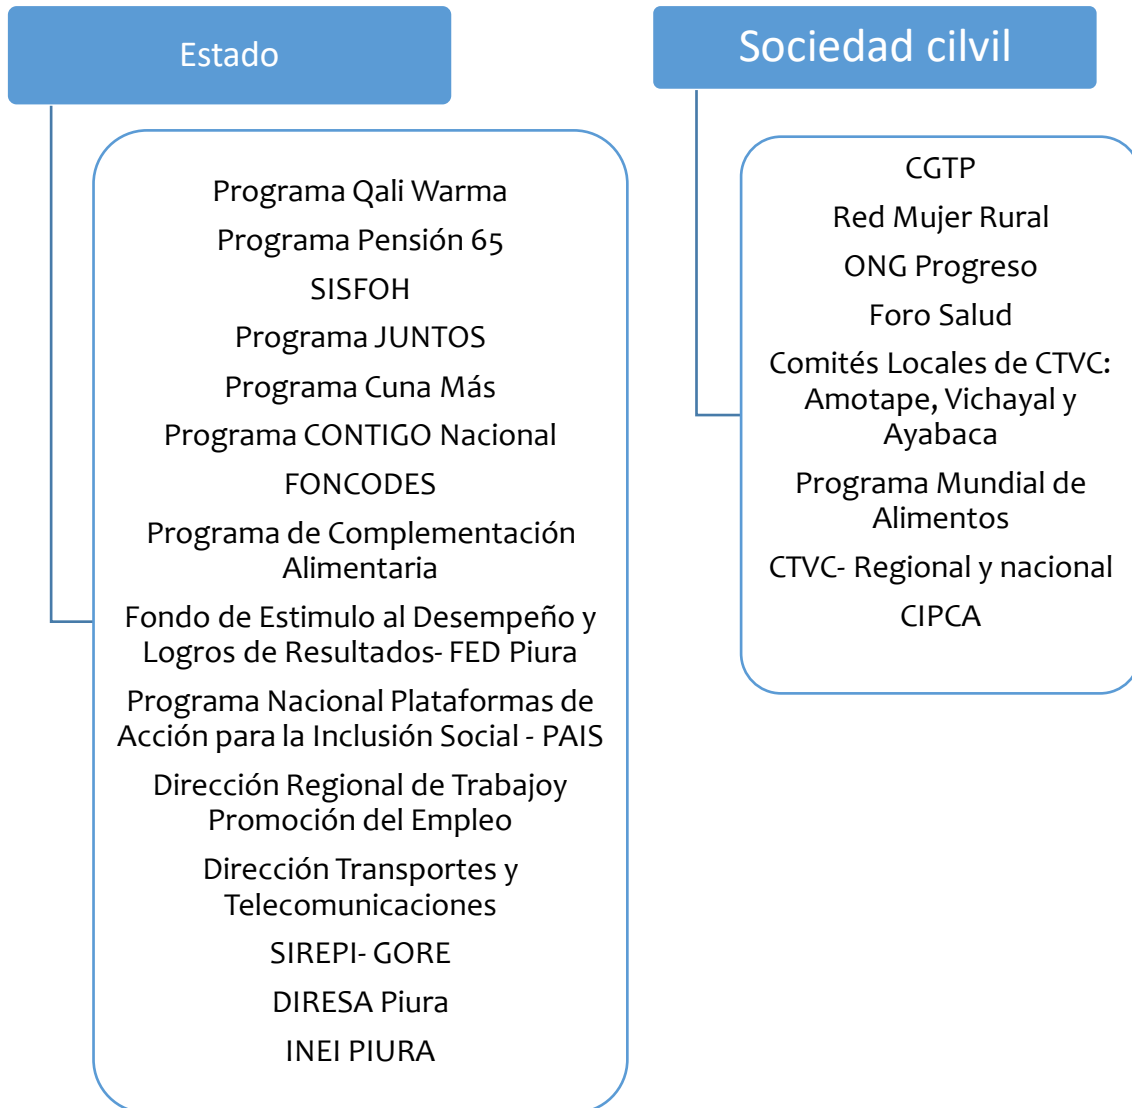 Estado
Programa Qali Warma
Programa Pensión 65
SISFOH
Programa JUNTOS
Programa Cuna Más
Programa CONTIGO Nacional
FONCODES
Programa de Complementación
Alimentaria
Fondo de Estimulo al Desempeño y
Logros de Resultados- FED Piura
Programa Nacional Plataformas de
Acción para la Inclusión Social - PAIS
Dirección Regional de Trabajoy
Promoción del Empleo
Dirección Transportes y
Telecomunicaciones
SIREPI- GORE
DIRESA Piura
INEI PIURA
Sociedad cilvil
CGTP
Red Mujer Rural
ONG Progreso
Foro Salud
Comités Locales de CTVC:
Amotape, Vichayal y
Ayabaca
Programa Mundial de
Alimentos
CTVC- Regional y nacional
CIPCA